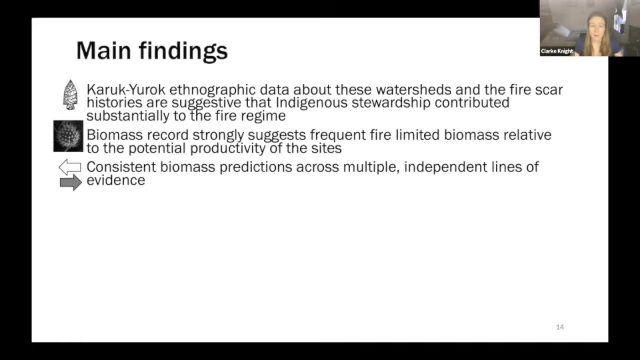 Main findings
Clarke Knight
Karuk-Yurok ethnographic data about these watersheds and the fire scar
histories are suggestive that Indigenous stewardship contributed
substantially to the fire regime
Biomass record strongly suggests frequent fire limited biomass relative
to the potential productivity of the sites
Consistent biomass predictions across multiple, independent lines of
evidence
14